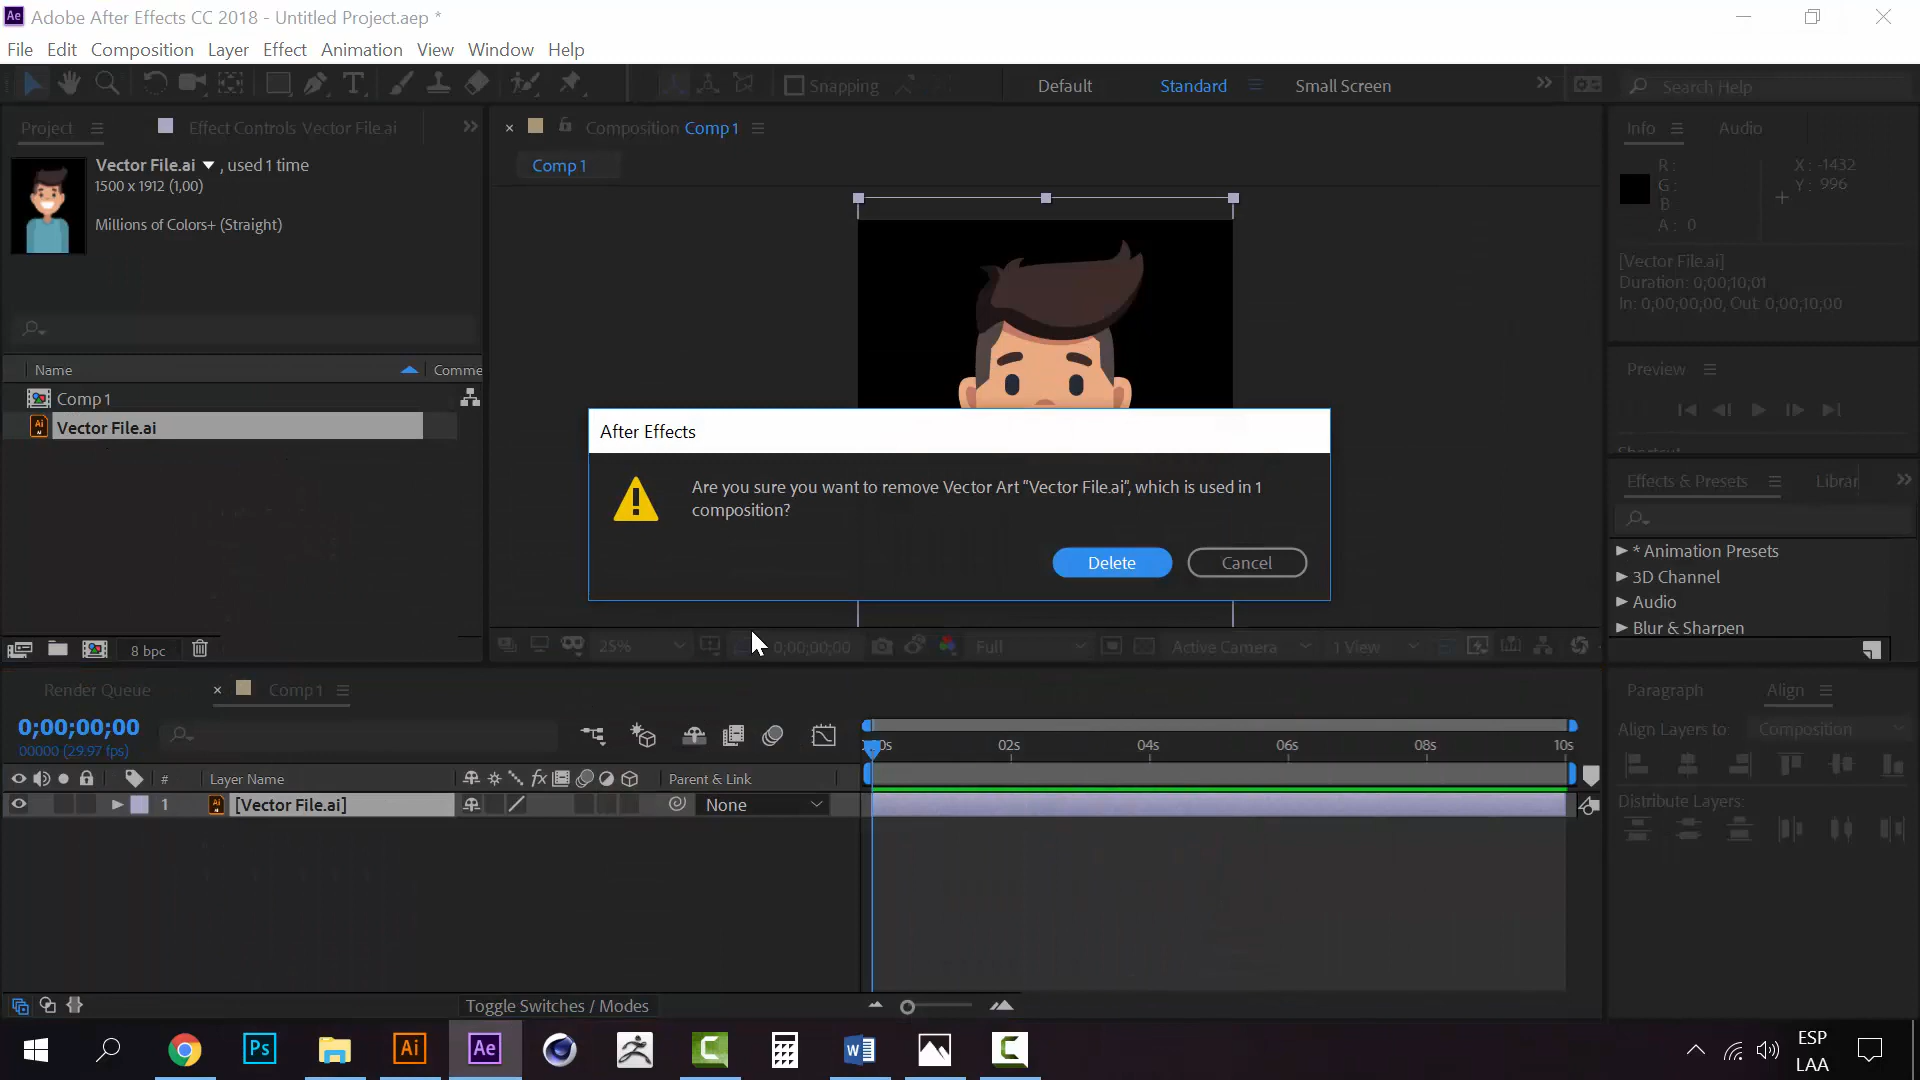 Ae Adobe After Effects CC 2018 - Untitled Project.aep *
File Edit Composition Layer Effect Animation View Window Help
T Snapping Default Standard Small Screen Search Help
Project Effect Controls Vector File.ai
Vector File.ai , used 1 time
1500 x 1912 (1,00)
Millions of Colors+ (Straight)
Composition Comp 1
Comp 1
Info Audio
R :
G :
B
A : 0
X : -1432
Y : 996
[Vector File.ai]
Duration: 0;00;10;01
In: 0;00;00;00, Out: 0;00;10;00
Preview
Name Comme
Comp 1
Ai Vector File.ai
After Effects
Are you sure you want to remove Vector Art "Vector File.ai", which is used in 1
composition?
Delete Cancel
Effects & Presets Librar
* Animation Presets
3D Channel
Audio
Blur & Sharpen
8 bpc
25% 0;00;00;00 Full Active Camera 1 View
Render Queue Comp 1
0;00;00;00
00000 (29.97 fps)
02s 04s 06s 08s 10s
# Layer Name fx Parent & Link
1 Ai [Vector File.ai] None
Toggle Switches / Modes
Paragraph Align
Align Layers to: Composition
Distribute Layers:
Ps Ai Ae
ESP
LAA